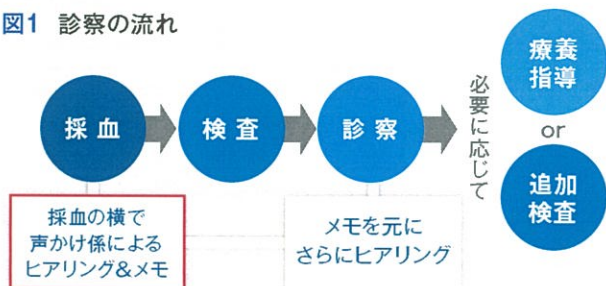 図1 診察の流れ
採血
検査
診察
必要に応じて
療養
指導
or
追加
検査
採血の横で
声かけ係による
ヒアリング&メモ
メモを元に
さらにヒアリング